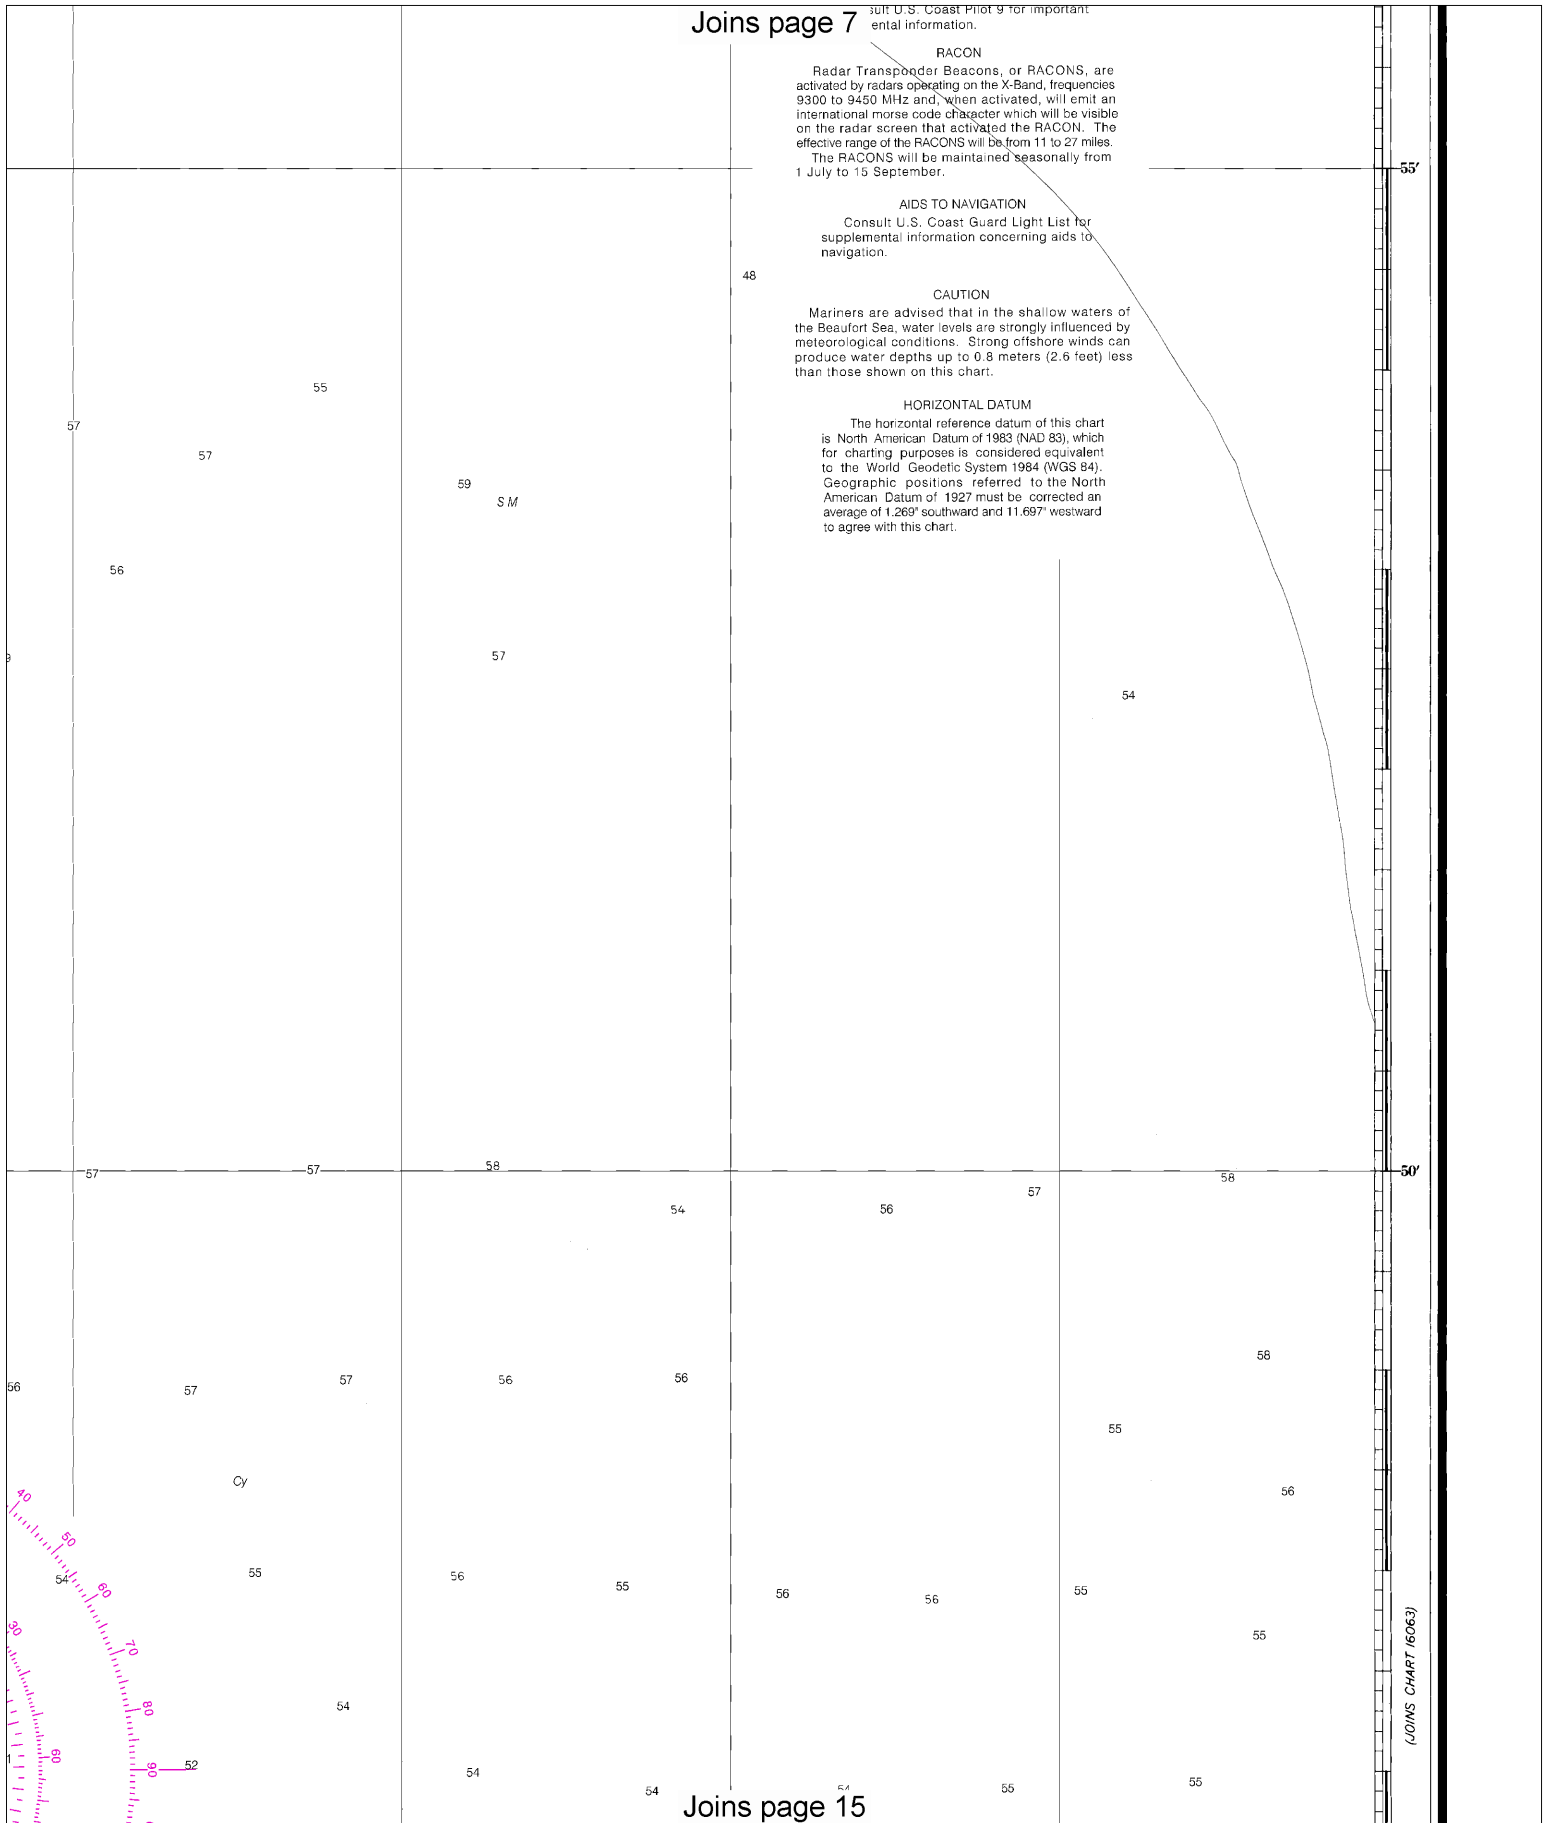 Joins page 7
U.S. Coast Pilot 9 for important
ental information.
RACON
Radar Transponder Beacons, or RACONS, are
activated by radars operating on the X-Band, frequencies
9300 to 9450 MHz and, when activated, will emit an
international morse code character which will be visible
on the radar screen that activated the RACON. The
effective range of the RACONS will be from 11 to 27 miles.
The RACONS will be maintained seasonally from
1 July to 15 September.
55'
AIDS TO NAVIGATION
Consult U.S. Coast Guard Light List for
supplemental information concerning aids to
navigation.
48
CAUTION
Mariners are advised that in the shallow waters of
the Beaufort Sea, water levels are strongly influenced by
meteorological conditions. Strong offshore winds can
produce water depths up to 0.8 meters (2.6 feet) less
than those shown on this chart.
55
HORIZONTAL DATUM
The horizontal reference datum of this chart
is North American Datum of 1983 (NAD 83), which
for charting purposes is considered equivalent
to the World Geodetic System 1984 (WGS 84).
Geographic positions referred to the North
American Datum of 1927 must be corrected an
average of 1.269" southward and 11.697" westward
to agree with this chart.
57
57
59
S M
56
57
54
57
57
58
58
50'
57
54
56
58
56
57
57
56
56
55
Cy
56
40
50
54
55
56
55
56
56
55
60
30
70
55
(JOINS CHART 16063)
54
80
60
90
52
54
54
54
55
55
Joins page 15